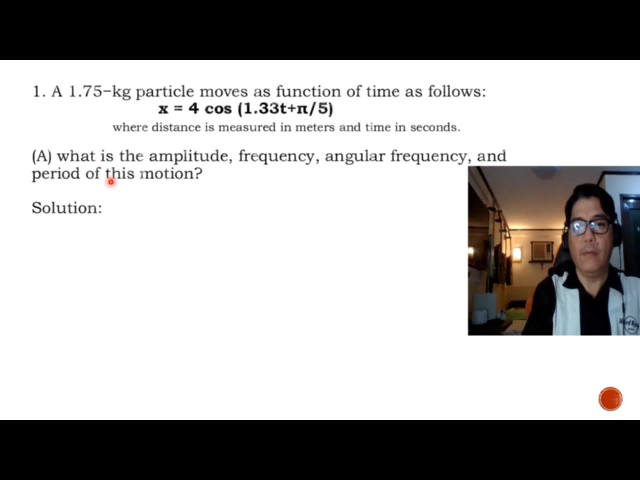 1. A 1.75−kg particle moves as function of time as follows:
x = 4 cos (1.33t+π/5)
where distance is measured in meters and time in seconds.
(A) what is the amplitude, frequency, angular frequency, and
period of this motion?
Solution: